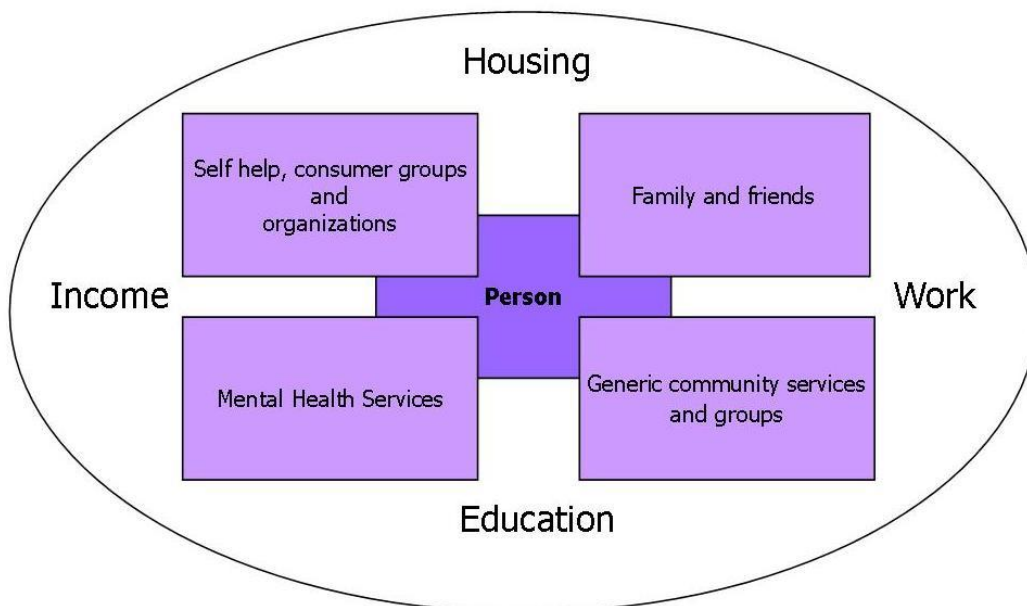 Housing
Self help, consumer groups
and
organizations
Family and friends
Income
Person
Work
Mental Health Services
Generic community services
and groups
Education